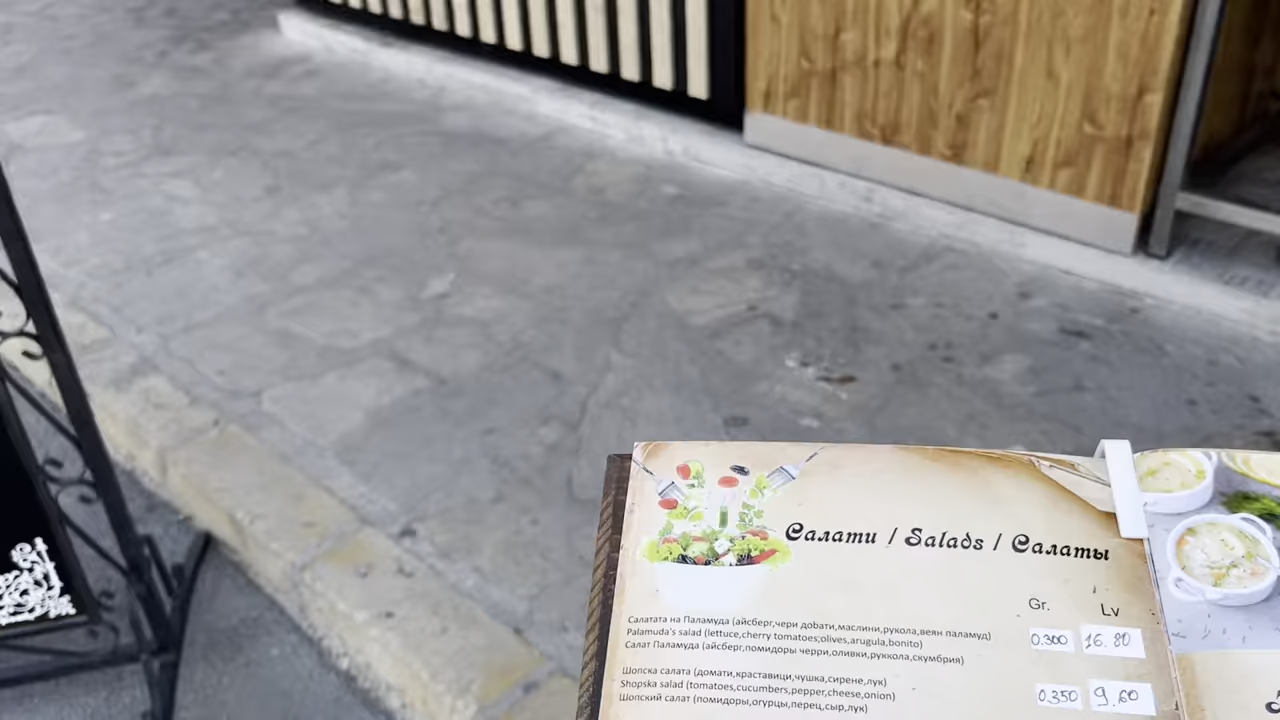 Салати / Salads / Салаты
Gr. Lv
Салатата на Паламуда (айсберг,чери домати,маслини,рукола,веян паламуд)
Palamuda's salad (lettuce,cherry tomatoes;olives,arugula,bonito) 0.300 16.80
Салат Паламуда (айсберг,помидоры черри,оливки,руккола,скумбрия)
Шопска салата (домати,краставици,чушка,сирене,лук)
Shopska salad (tomatoes,cucumbers,pepper,cheese,onion) 0.350 9.60
Шопский салат (помидоры,огурцы,перец,сыр,лук)